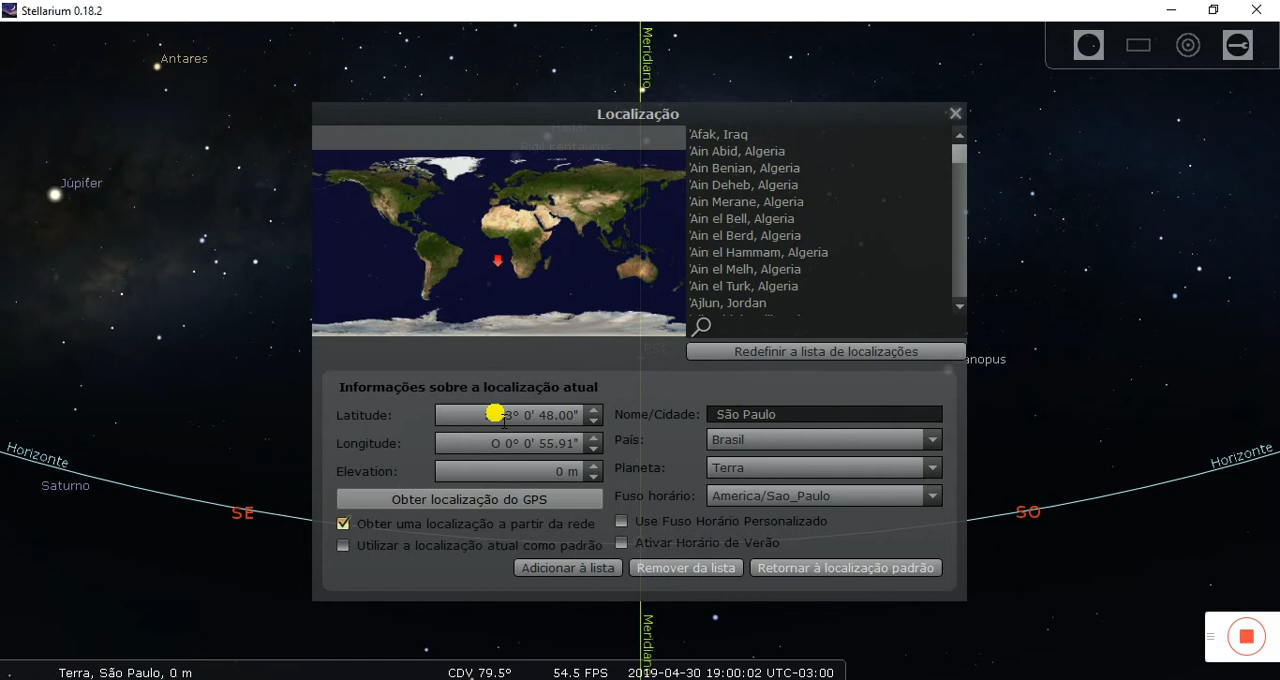 Stellarium 0.18.2
Meridiano
Antares
Júpiter
Localização
'Afak, Iraq
'Ain Abid, Algeria
'Ain Benian, Algeria
'Ain Deheb, Algeria
'Ain Merane, Algeria
'Ain el Bell, Algeria
'Ain el Berd, Algeria
'Ain el Hammam, Algeria
'Ain el Melh, Algeria
'Ain el Turk, Algeria
'Ajlun, Jordan
Redefinir a lista de localizações
anopus
Informações sobre a localização atual
Latitude: 3° 0' 48.00"
Nome/Cidade: São Paulo
Longitude: O 0° 0' 55.91"
País: Brasil
Elevation: 0 m
Planeta: Terra
Obter localização do GPS
Fuso horário: America/Sao_Paulo
Obter uma localização a partir da rede
Use Fuso Horário Personalizado
Utilizar a localização atual como padrão
Ativar Horário de Verão
Adicionar à lista
Remover da lista
Retornar à localização padrão
Horizonte
Horizonte
Saturno
SE
SO
Meridiano
Terra, São Paulo, 0 m
CDV 79.5° 54.5 FPS 2019-04-30 19:00:02 UTC-03:00